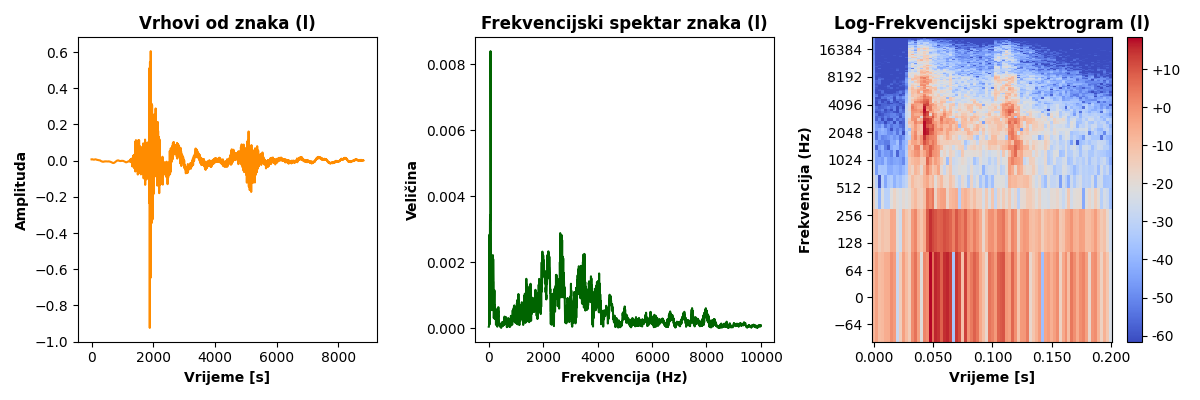 Vrhovi od znaka (l)
0.6
0.4
0.2
0.0
−0.2
−0.4
−0.6
−0.8
−1.0
Amplituda
0 2000 4000 6000 8000
Vrijeme [s]
Frekvencijski spektar znaka (l)
0.008
0.006
0.004
0.002
0.000
Veličina
0 2000 4000 6000 8000 10000
Frekvencija (Hz)
Log-Frekvencijski spektrogram (l)
16384
8192
4096
2048
1024
512
256
128
64
0
−64
Frekvencija (Hz)
0.000 0.050 0.100 0.150 0.200
Vrijeme [s]
+10
+0
-10
-20
-30
-40
-50
-60